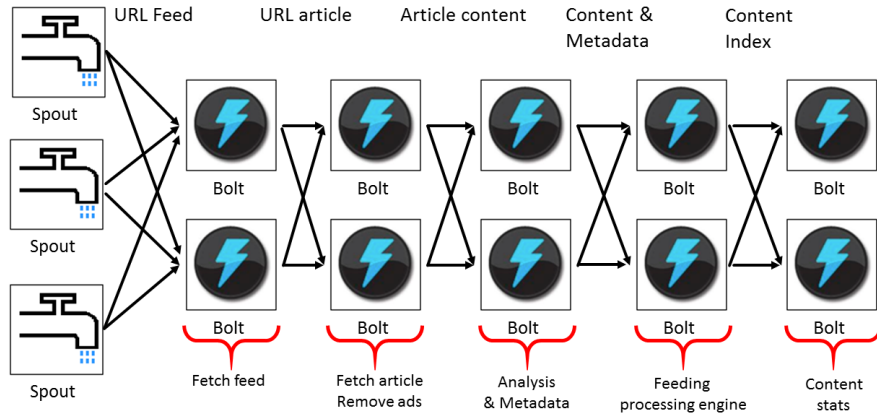 URL Feed
URL article
Article content
Content &
Metadata
Content
Index
Spout
Spout
Spout
Bolt
Bolt
Bolt
Bolt
Bolt
Bolt
Bolt
Bolt
Bolt
Bolt
Fetch feed
Fetch article
Remove ads
Analysis
& Metadata
Feeding
processing engine
Content
stats